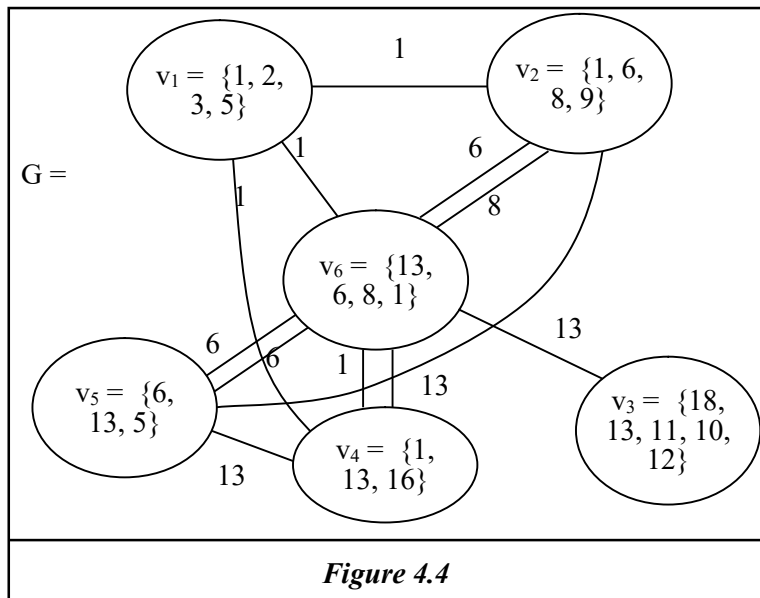 1
v1 = {1, 2,
3, 5}
v2 = {1, 6,
8, 9}
1
6
G =
1
8
v6 = {13,
6, 8, 1}
13
6
6
1
13
v5 = {6,
13, 5}
v3 = {18,
13, 11, 10,
12}
v4 = {1,
13, 16}
13
Figure 4.4